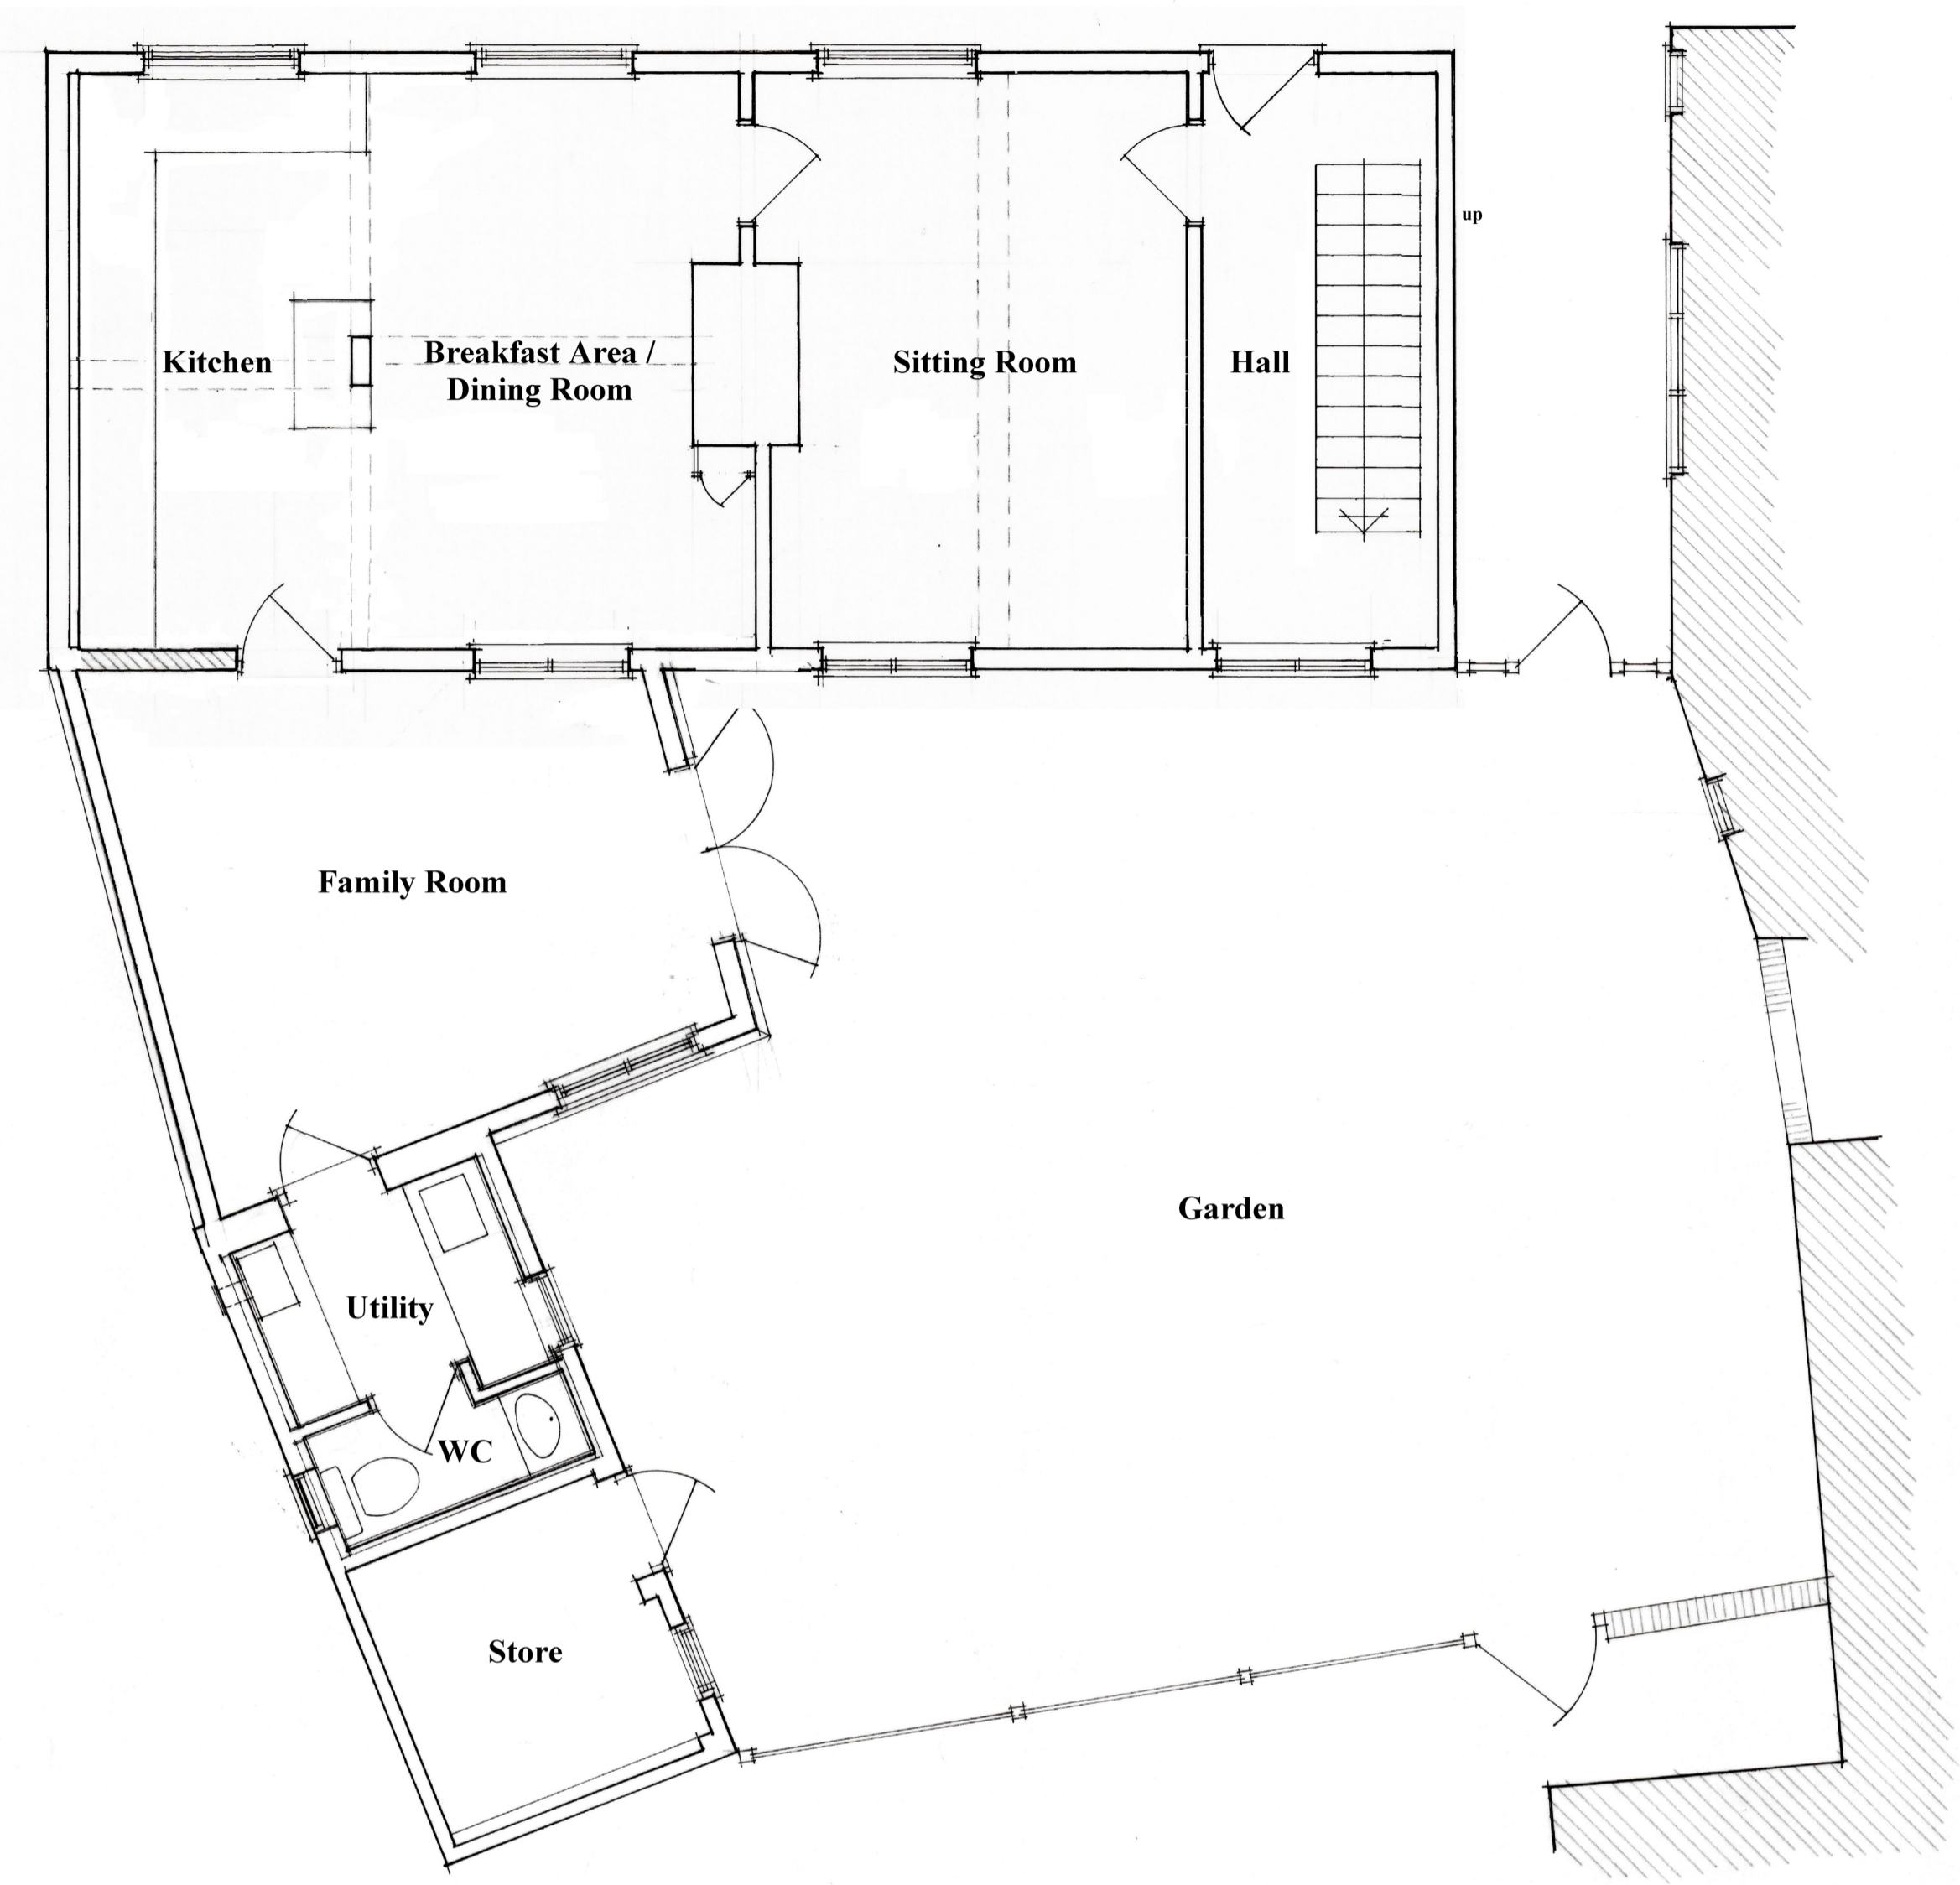 up
Kitchen
Breakfast Area /
Dining Room
Sitting Room
Hall
Family Room
Garden
Utility
WC
Store